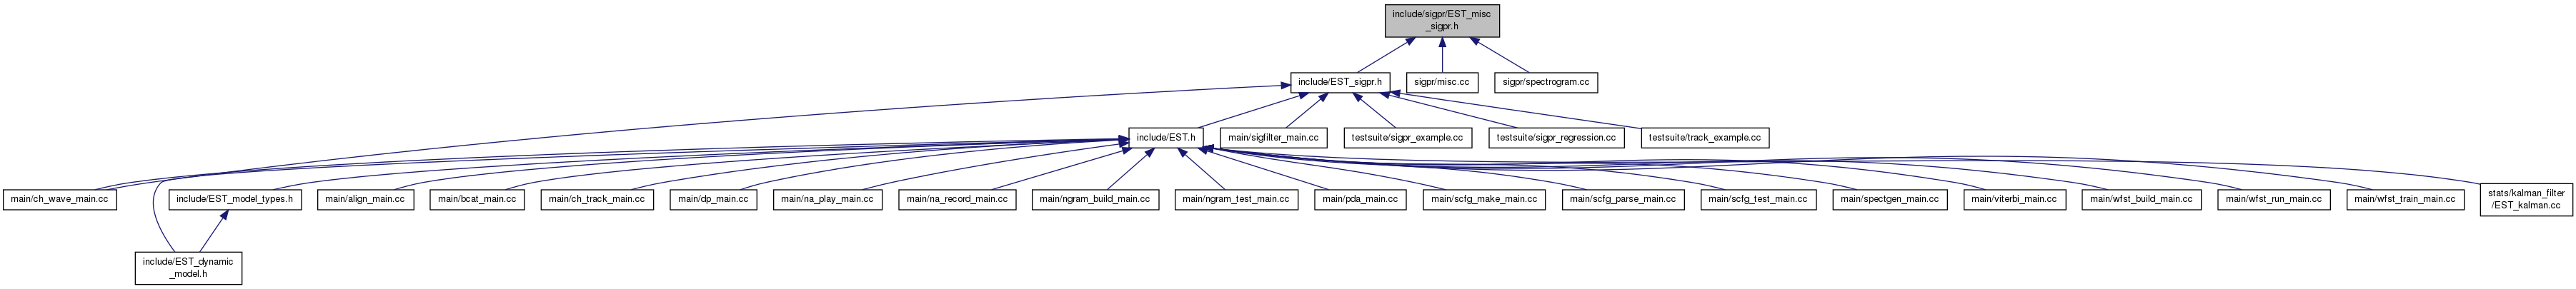 include/sigpr/EST_misc
_sigpr.h
include/EST_sigpr.h
sigpr/misc.cc
sigpr/spectrogram.cc
include/EST.h
main/sigfilter_main.cc
testsuite/sigpr_example.cc
testsuite/sigpr_regression.cc
testsuite/track_example.cc
main/ch_wave_main.cc
include/EST_model_types.h
main/align_main.cc
main/bcat_main.cc
main/ch_track_main.cc
main/dp_main.cc
main/na_play_main.cc
main/na_record_main.cc
main/ngram_build_main.cc
main/ngram_test_main.cc
main/pda_main.cc
main/scfg_make_main.cc
main/scfg_parse_main.cc
main/scfg_test_main.cc
main/spectgen_main.cc
main/viterbi_main.cc
main/wfst_build_main.cc
main/wfst_run_main.cc
main/wfst_train_main.cc
stats/kalman_filter
/EST_kalman.cc
include/EST_dynamic
_model.h